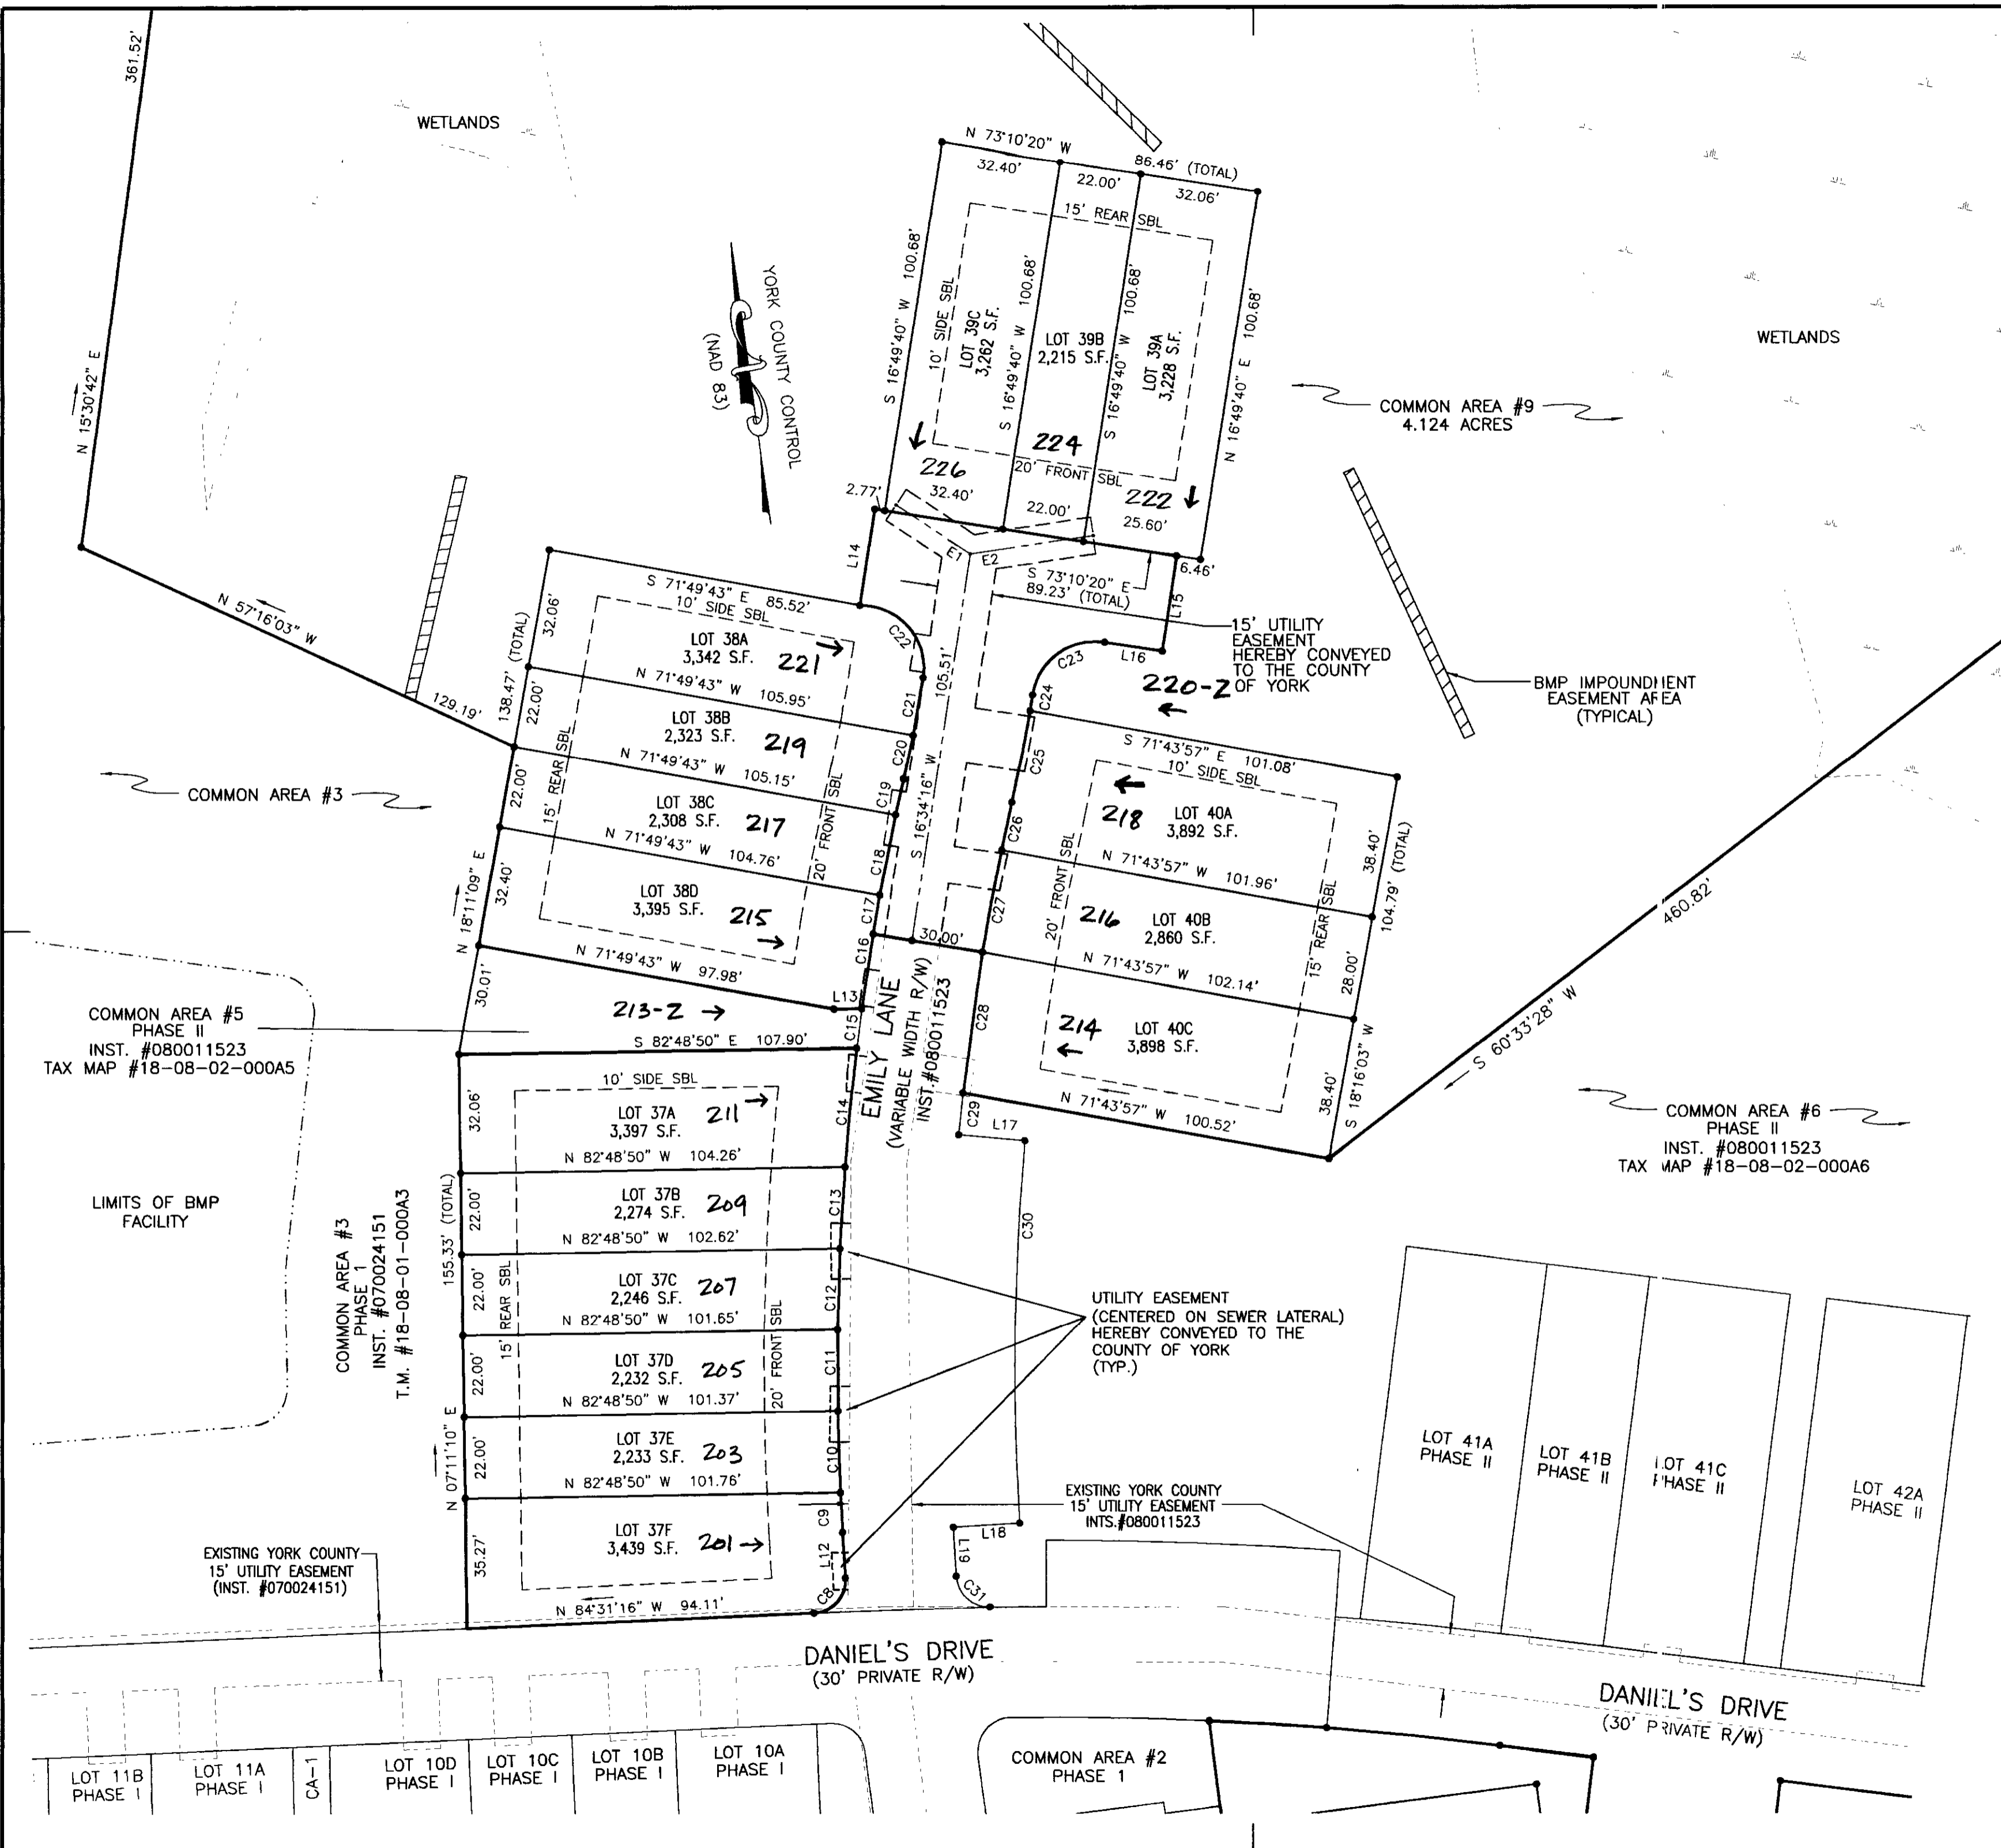 361.52'
WETLANDS
N 73°10'20" W
86.46' (TOTAL)
32.40'
22.00'
32.06'
15' REAR SBL
S 16°49'40" W 100.68'
10' SIDE SBL
LOT 39C
3,262 S.F.
S 16°49'40" W 100.68'
LOT 39B
2,215 S.F.
S 16°49'40" W 100.68'
LOT 39A
3,228 S.F.
N 16°49'40" E 100.68'
WETLANDS
YORK COUNTY CONTROL
(NAD 83)
COMMON AREA #9
4.124 ACRES
N 15°30'42" E
226
224
222
20' FRONT SBL
2.77'
32.40'
22.00'
25.60'
L14
E1
E2
6.46'
S 73°10'20" E
89.23' (TOTAL)
L15
N 57°16'03" W
129.19'
S 71°49'43" E 85.52'
10' SIDE SBL
32.06'
138.47' (TOTAL)
LOT 38A
3,342 S.F.
221
C22
C23
L16
15' UTILITY
EASEMENT
HEREBY CONVEYED
TO THE COUNTY
OF YORK
220-Z
BMP IMPOUNDMENT
EASEMENT AREA
(TYPICAL)
N 71°49'43" W 105.95'
22.00'
C21
105.51'
S 16°34'16" W
C24
LOT 38B
2,323 S.F.
219
C20
N 71°49'43" W 105.15'
15' REAR SBL
22.00'
C19
C25
S 71°43'57" E
101.08'
10' SIDE SBL
COMMON AREA #3
LOT 38C
2,308 S.F.
217
20' FRONT SBL
N 71°49'43" W 104.76'
C18
C26
218
LOT 40A
3,892 S.F.
38.40'
104.79' (TOTAL)
N 18°11'09" E
32.40'
LOT 38D
3,395 S.F.
215
C17
N 71°43'57" W 101.96'
20' FRONT SBL
15' REAR SBL
460.82'
C27
216
LOT 40B
2,860 S.F.
30.00'
C16
N 71°49'43" W 97.98'
30.01'
L13
N 71°43'57" W 102.14'
28.00'
COMMON AREA #5
PHASE II
INST. #080011523
TAX MAP #18-08-02-000A5
213-Z
C15
S 82°48'50" E 107.90'
EMILY LANE
(VARIABLE WIDTH R/W)
INST.#080011523
C28
214
LOT 40C
3,898 S.F.
38.40'
S 18°16'03" W
S 60°33'28" W
N 71°43'57" W
100.52'
C29
L17
COMMON AREA #6
PHASE II
INST. #080011523
TAX MAP #18-08-02-000A6
10' SIDE SBL
32.06'
LOT 37A
3,397 S.F.
211
C14
N 82°48'50" W 104.26'
LIMITS OF BMP
FACILITY
COMMON AREA #3
PHASE 1
INST. #070024151
T.M. #18-08-01-000A3
155.33' (TOTAL)
22.00'
LOT 37B
2,274 S.F.
209
C13
N 82°48'50" W 102.62'
C30
15' REAR SBL
22.00'
LOT 37C
2,246 S.F.
207
C12
20' FRONT SBL
N 82°48'50" W 101.65'
UTILITY EASEMENT
(CENTERED ON SEWER LATERAL)
HEREBY CONVEYED TO THE
COUNTY OF YORK
(TYP.)
22.00'
LOT 37D
2,232 S.F.
205
C11
N 82°48'50" W 101.37'
N 07°11'10" E
22.00'
LOT 37E
2,233 S.F.
203
C10
N 82°48'50" W 101.76'
LOT 41A
PHASE II
LOT 41B
PHASE II
LOT 41C
PHASE II
LOT 42A
PHASE II
EXISTING YORK COUNTY
15' UTILITY EASEMENT
INTS.#080011523
35.27'
LOT 37F
3,439 S.F.
201
C9
L12
C8
L18
L19
C31
EXISTING YORK COUNTY
15' UTILITY EASEMENT
(INST. #070024151)
N 84°31'16" W 94.11'
DANIEL'S DRIVE
(30' PRIVATE R/W)
DANIEL'S DRIVE
(30' PRIVATE R/W)
LOT 11B
PHASE I
LOT 11A
PHASE I
CA-1
LOT 10D
PHASE I
LOT 10C
PHASE I
LOT 10B
PHASE I
LOT 10A
PHASE I
COMMON AREA #2
PHASE 1